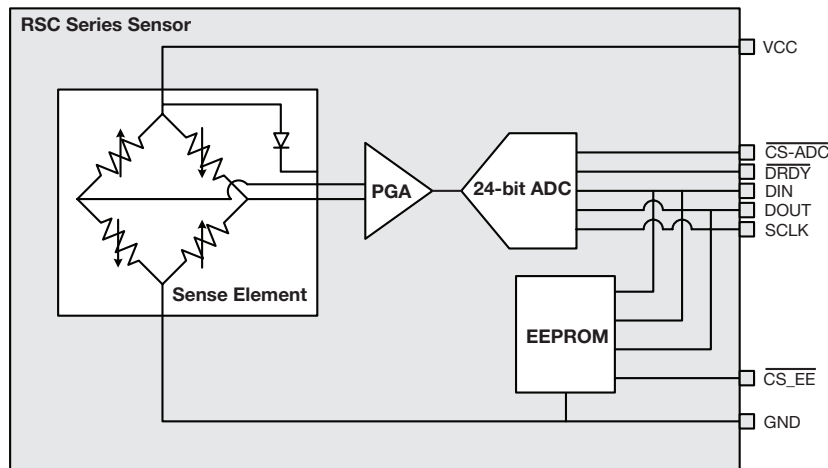 RSC Series Sensor
VCC
CS-ADC
DRDY
DIN
DOUT
SCLK
PGA
24-bit ADC
Sense Element
EEPROM
CS_EE
GND